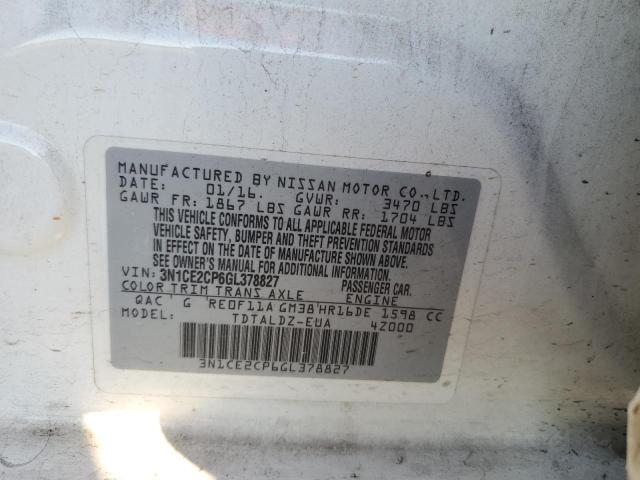 MANUFACTURED BY NISSAN MOTOR CO.,LTD.
DATE: 01/16. GVWR: 3470 LBS
GAWR FR: 1867 LBS GAWR RR: 1704 LBS
THIS VEHICLE CONFORMS TO ALL APPLICABLE FEDERAL MOTOR
VEHICLE SAFETY, BUMPER AND THEFT PREVENTION STANDARDS
IN EFFECT ON THE DATE OF MANUFACTURE SHOWN ABOVE.
SEE OWNER'S MANUAL FOR ADDITIONAL INFORMATION.
VIN: 3N1CE2CP6GL378827 PASSENGER CAR.
COLOR TRIM TRANS AXLE ENGINE
QAC ' G 'RE0F11A GM38'HR16DE 1598 CC
MODEL: TDTALDZ-EUA 4Z000
3N1CE2CP6GL378827